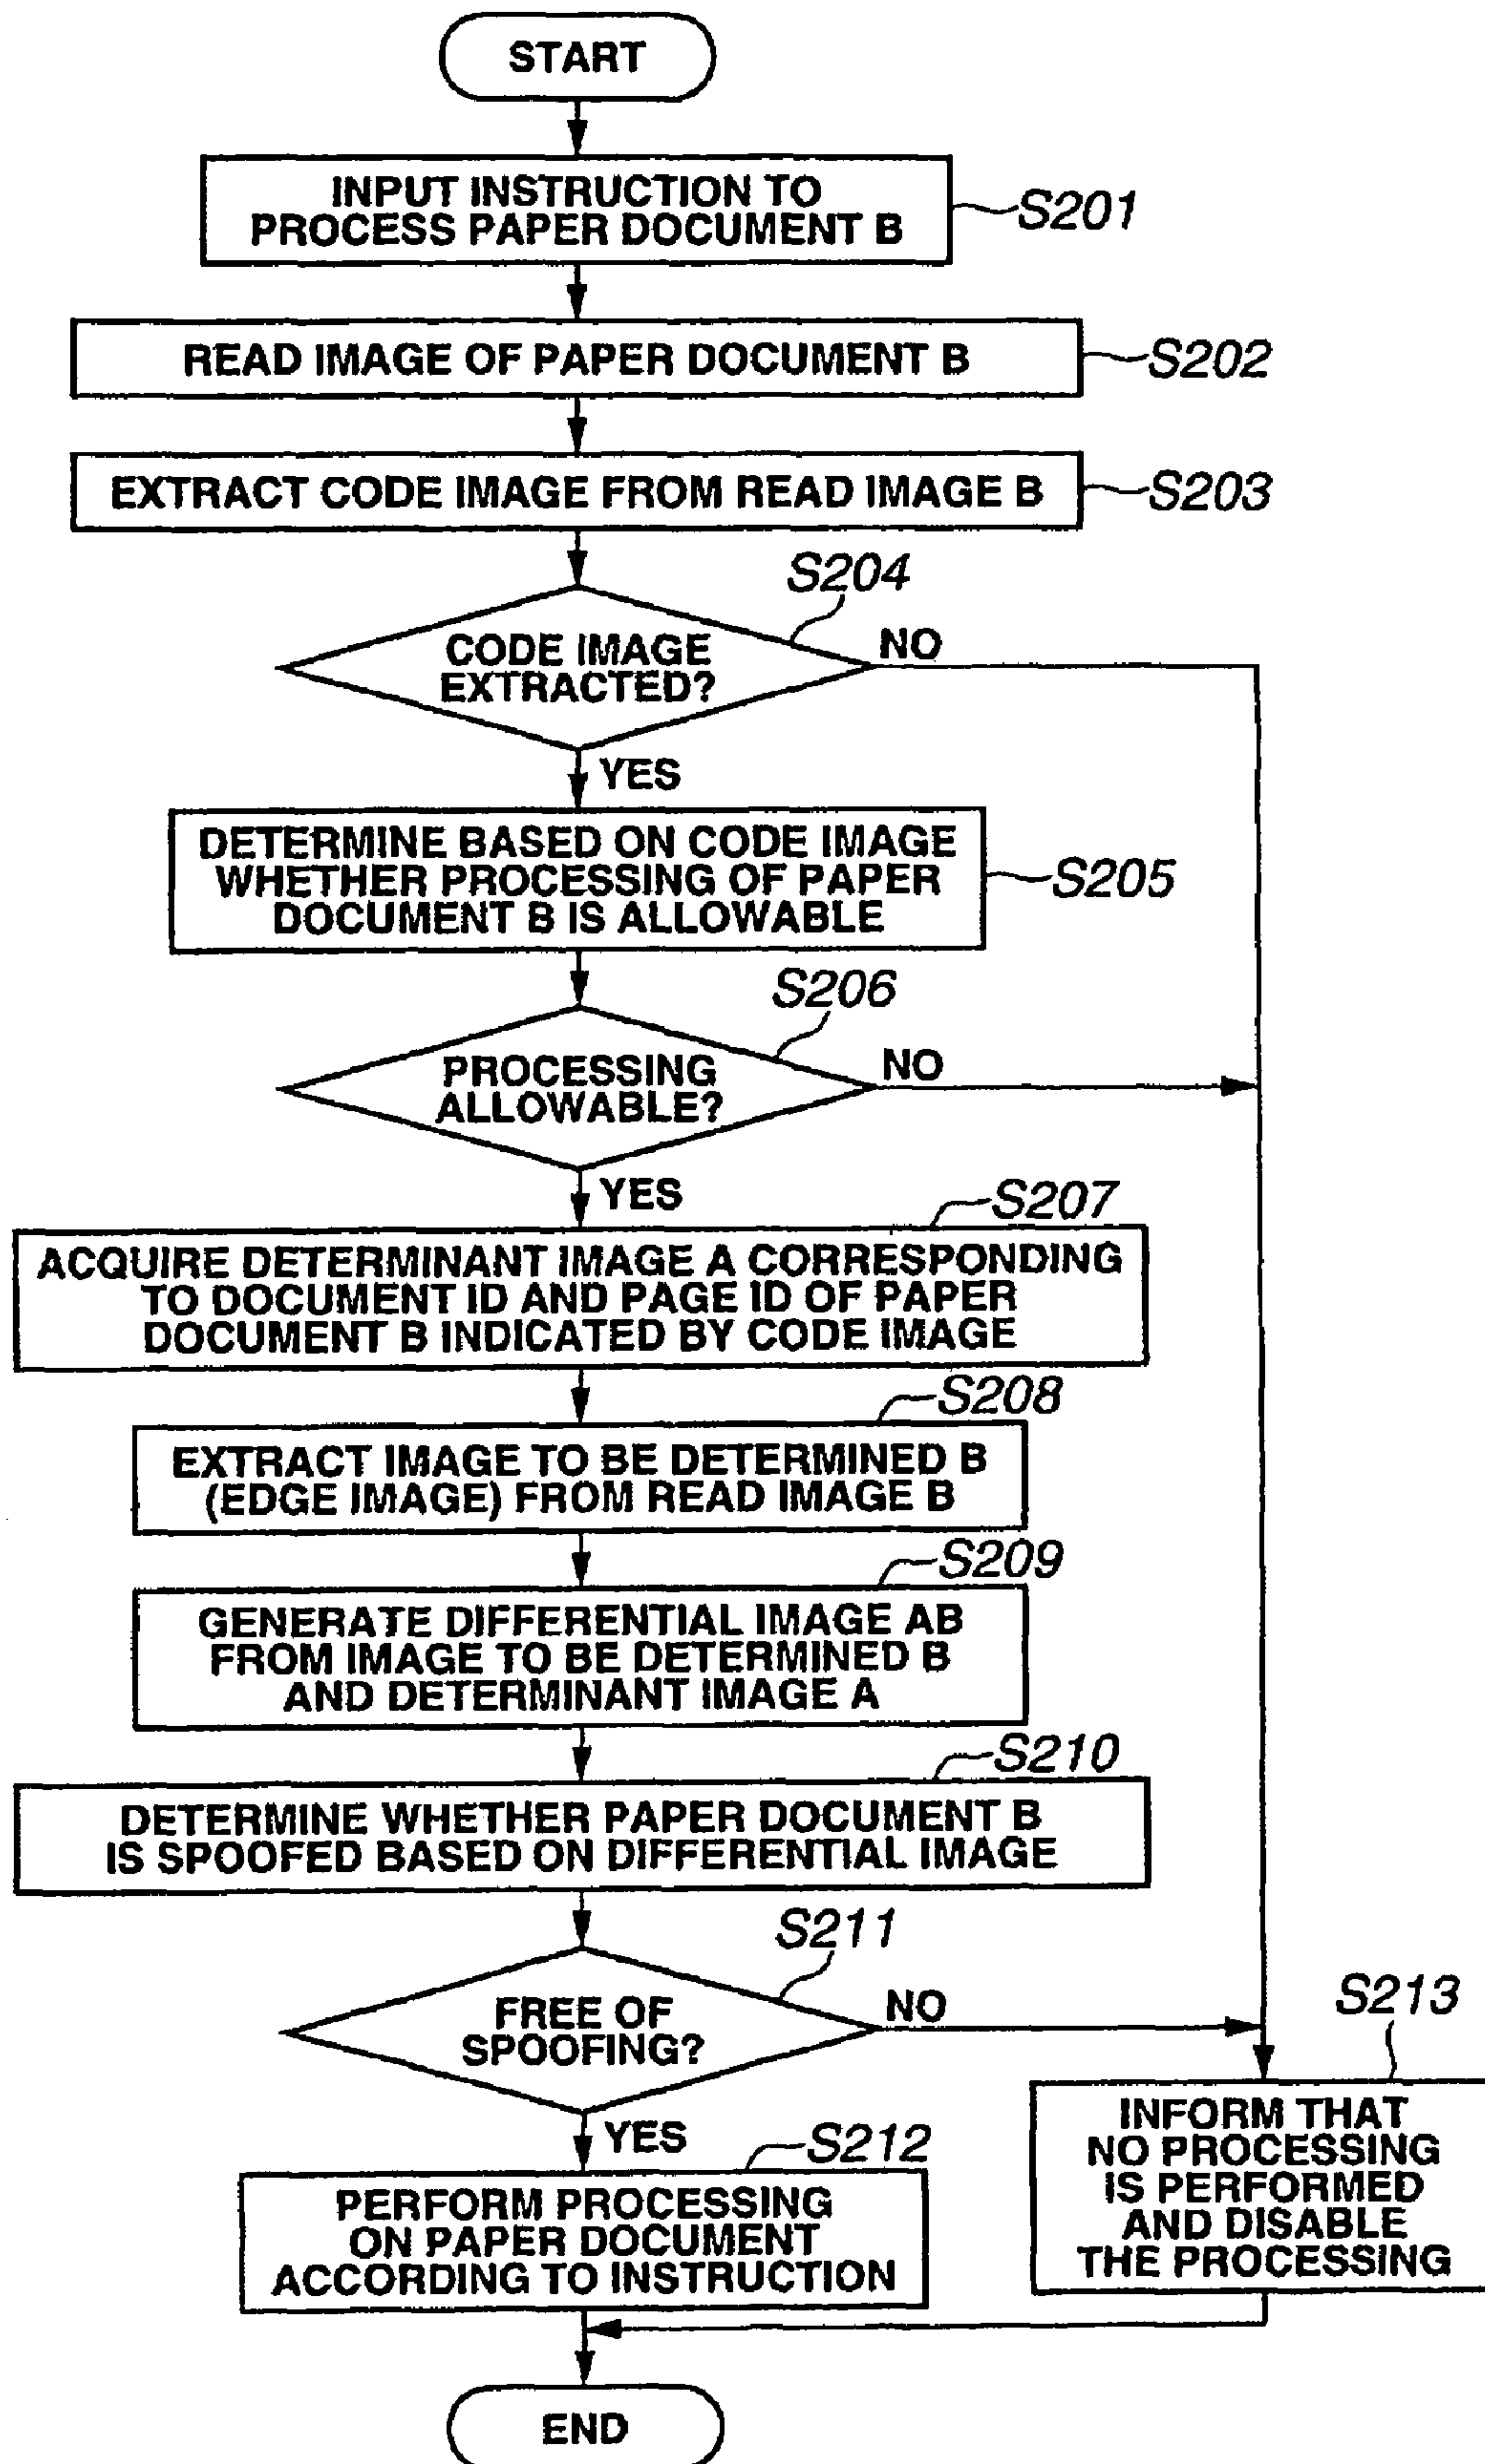 START
INPUT INSTRUCTION TO
PROCESS PAPER DOCUMENT B
S201
READ IMAGE OF PAPER DOCUMENT B
S202
EXTRACT CODE IMAGE FROM READ IMAGE B
S203
S204
CODE IMAGE
EXTRACTED?
NO
YES
DETERMINE BASED ON CODE IMAGE
WHETHER PROCESSING OF PAPER
DOCUMENT B IS ALLOWABLE
S205
S206
PROCESSING
ALLOWABLE?
NO
YES
S207
ACQUIRE DETERMINANT IMAGE A CORRESPONDING
TO DOCUMENT ID AND PAGE ID OF PAPER
DOCUMENT B INDICATED BY CODE IMAGE
S208
EXTRACT IMAGE TO BE DETERMINED B
(EDGE IMAGE) FROM READ IMAGE B
S209
GENERATE DIFFERENTIAL IMAGE AB
FROM IMAGE TO BE DETERMINED B
AND DETERMINANT IMAGE A
S210
DETERMINE WHETHER PAPER DOCUMENT B
IS SPOOFED BASED ON DIFFERENTIAL IMAGE
S211
FREE OF
SPOOFING?
NO
YES
S212
PERFORM PROCESSING
ON PAPER DOCUMENT
ACCORDING TO INSTRUCTION
S213
INFORM THAT
NO PROCESSING
IS PERFORMED
AND DISABLE
THE PROCESSING
END